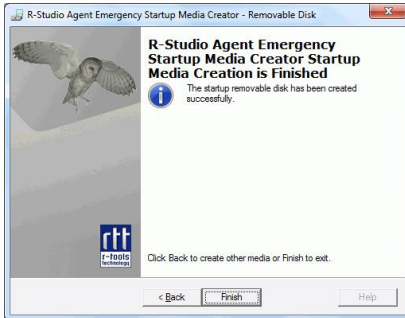 R-Studio Agent Emergency Startup Media Creator - Removable Disk
R-Studio Agent Emergency
Startup Media Creator Startup
Media Creation is Finished
The startup removable disk has been created
successfully.
rtt
r-tools
technology
Click Back to create other media or Finish to exit.
< Back
Finish
Help